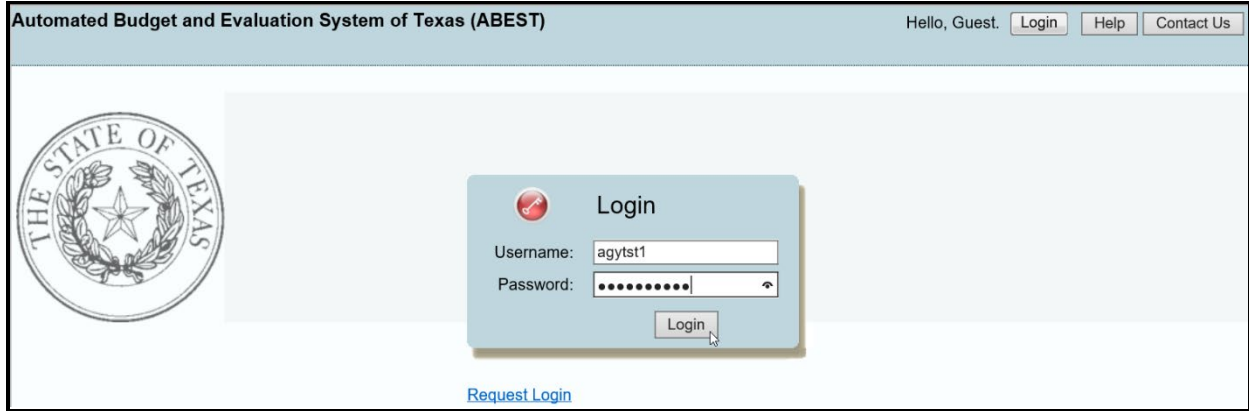 Automated Budget and Evaluation System of Texas (ABEST)
Hello, Guest. Login Help Contact Us
THE STATE OF TEXAS
Login
Username: agytst1
Password: ••••••••••
Login
Request Login